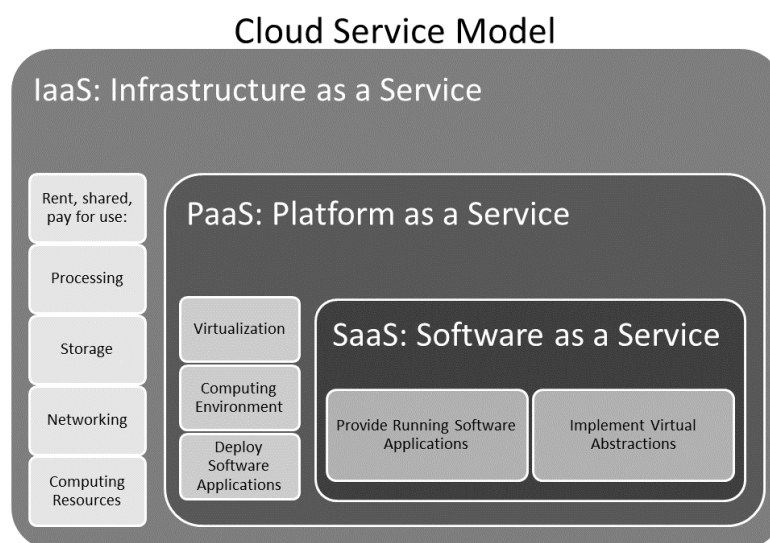 Cloud Service Model
IaaS: Infrastructure as a Service
Rent, shared,
pay for use:
Processing
Storage
Networking
Computing
Resources
PaaS: Platform as a Service
Virtualization
Computing
Environment
Deploy
Software
Applications
SaaS: Software as a Service
Provide Running Software
Applications
Implement Virtual
Abstractions